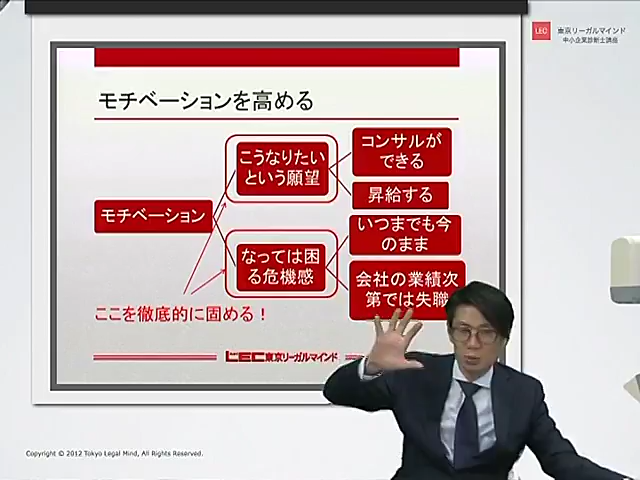 LEC 東京リーガルマインド
中小企業診断士講座
モチベーションを高める
こうなりたい
という願望
コンサルが
できる
昇給する
モチベーション
なっては困
る危機感
いつまでも今
のまま
会社の業績次
第では失職
ここを徹底的に固める！
LEC東京リーガルマインド
Copyright © 2012 Tokyo Legal Mind, All Rights Reserved.